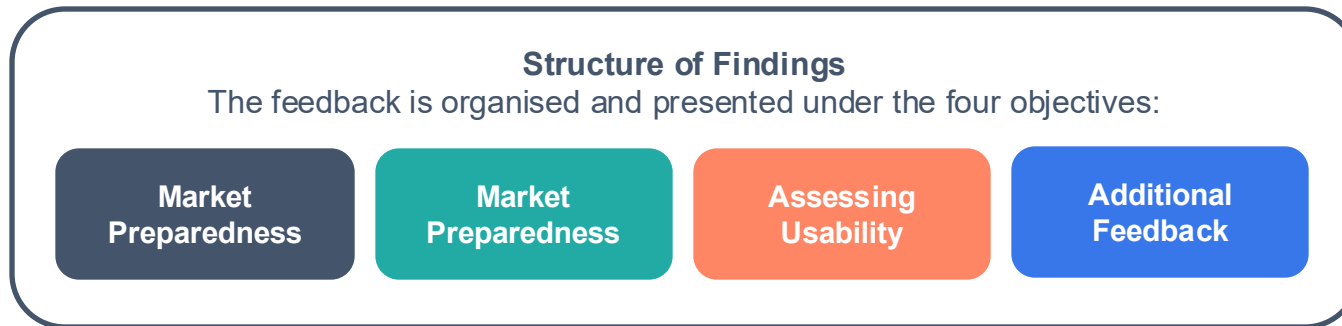 Structure of Findings
The feedback is organised and presented under the four objectives:
Market
Preparedness
Market
Preparedness
Assessing
Usability
Additional
Feedback